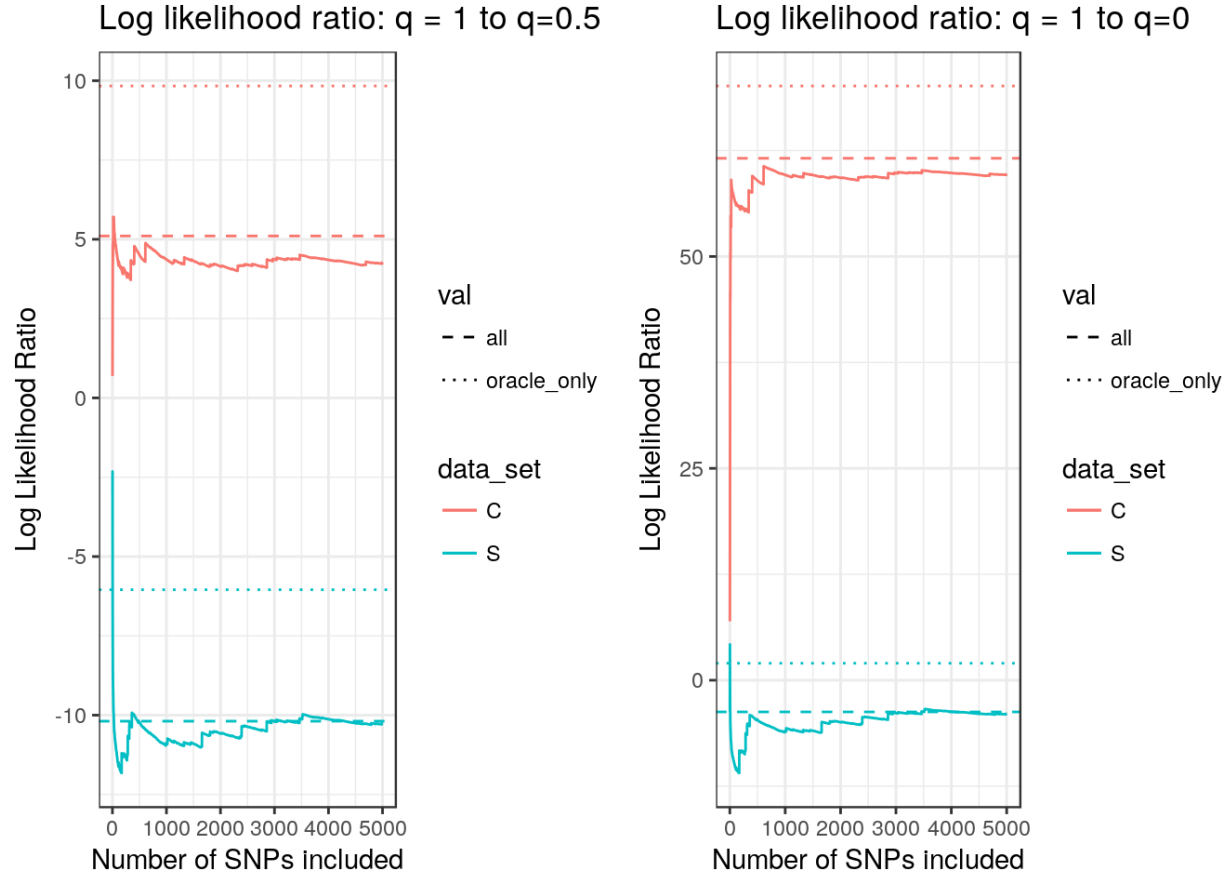 Log likelihood ratio: q = 1 to q=0.5
10
5
0
-5
-10
Log Likelihood Ratio
0 1000 2000 3000 4000 5000
Number of SNPs included
val
all
oracle_only
data_set
C
S
Log likelihood ratio: q = 1 to q=0
50
25
0
Log Likelihood Ratio
0 1000 2000 3000 4000 5000
Number of SNPs included
val
all
oracle_only
data_set
C
S